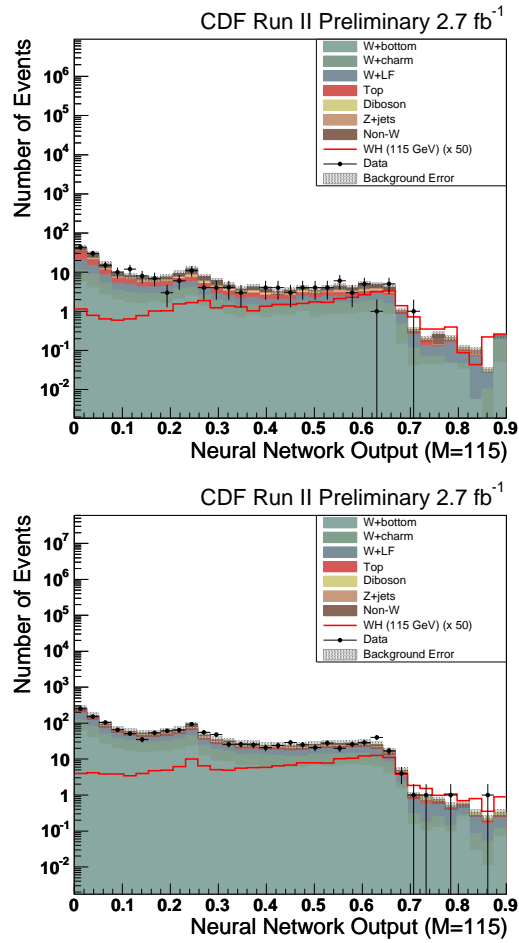 CDF Run II Preliminary 2.7 fb-1
Number of Events
W+bottom
W+charm
W+LF
Top
Diboson
Z+jets
Non-W
WH (115 GeV) (x 50)
Data
Background Error
10^6
10^5
10^4
10^3
10^2
10
1
10^-1
10^-2
0 0.1 0.2 0.3 0.4 0.5 0.6 0.7 0.8 0.9
Neural Network Output (M=115)
CDF Run II Preliminary 2.7 fb-1
Number of Events
W+bottom
W+charm
W+LF
Top
Diboson
Z+jets
Non-W
WH (115 GeV) (x 50)
Data
Background Error
10^7
10^6
10^5
10^4
10^3
10^2
10
1
10^-1
10^-2
0 0.1 0.2 0.3 0.4 0.5 0.6 0.7 0.8 0.9
Neural Network Output (M=115)